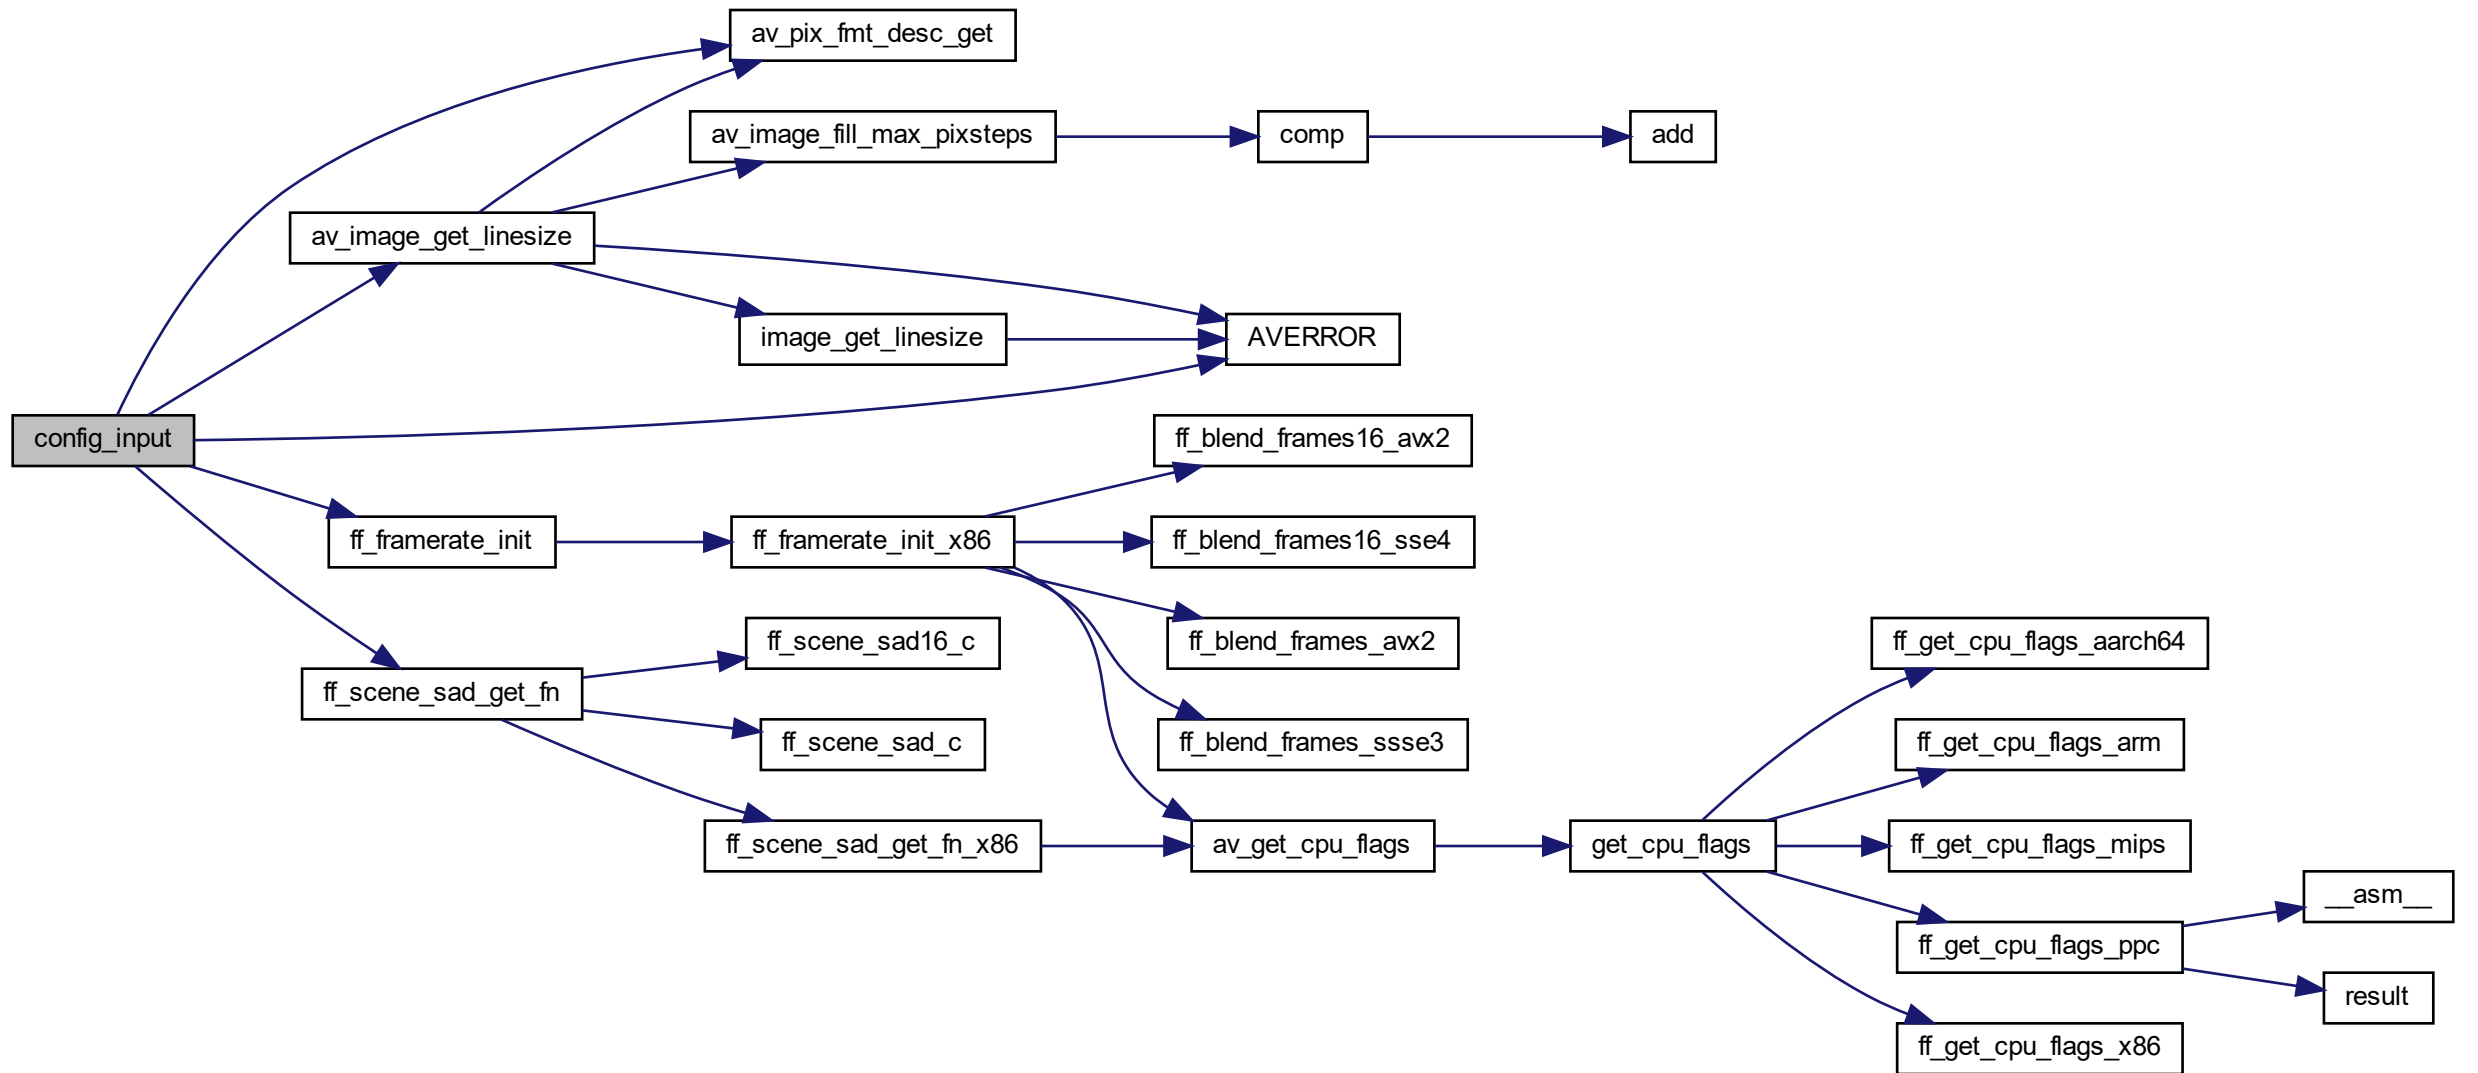 av_pix_fmt_desc_get
av_image_fill_max_pixsteps
comp
add
av_image_get_linesize
image_get_linesize
AVERROR
config_input
ff_blend_frames16_avx2
ff_framerate_init
ff_framerate_init_x86
ff_blend_frames16_sse4
ff_scene_sad16_c
ff_blend_frames_avx2
ff_get_cpu_flags_aarch64
ff_scene_sad_get_fn
ff_scene_sad_c
ff_blend_frames_ssse3
ff_get_cpu_flags_arm
ff_scene_sad_get_fn_x86
av_get_cpu_flags
get_cpu_flags
ff_get_cpu_flags_mips
__asm__
ff_get_cpu_flags_ppc
result
ff_get_cpu_flags_x86